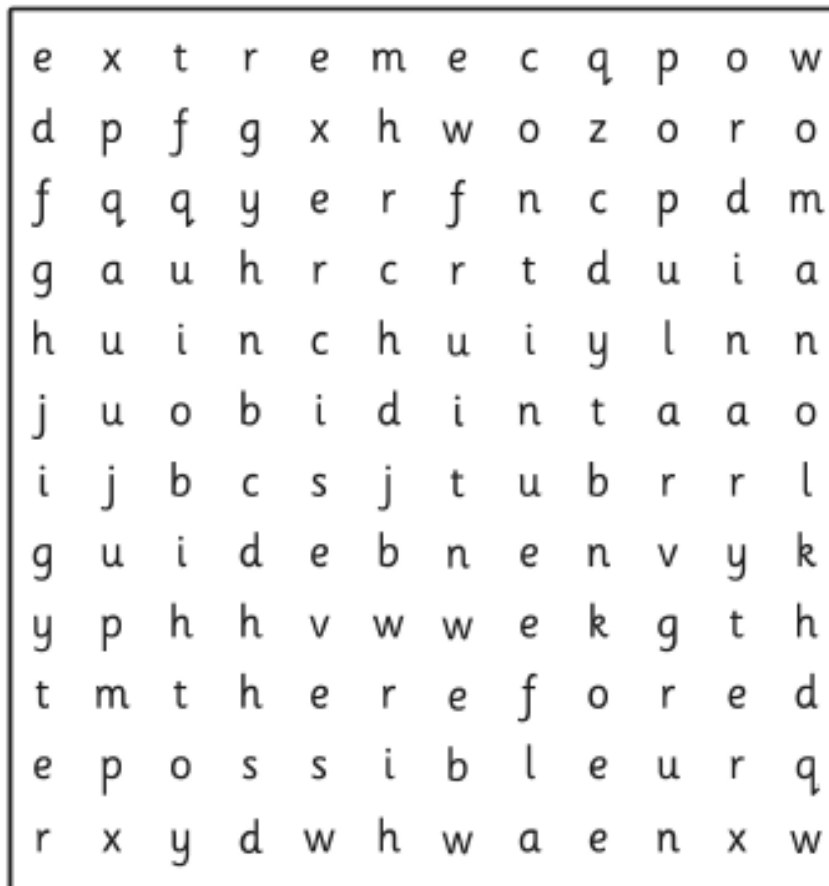 e x t r e m e c q p o w
d p f g x h w o z o r o
f q q y e r f n c p d m
g a u h r c r t d u i a
h u i n c h u i y l n n
j u o b i d i n t a a o
i j b c s j t u b r r l
g u i d e b n e n v y k
y p h h v w w e k g t h
t m t h e r e f o r e d
e p o s s i b l e u r q
r x y d w h w a e n x w